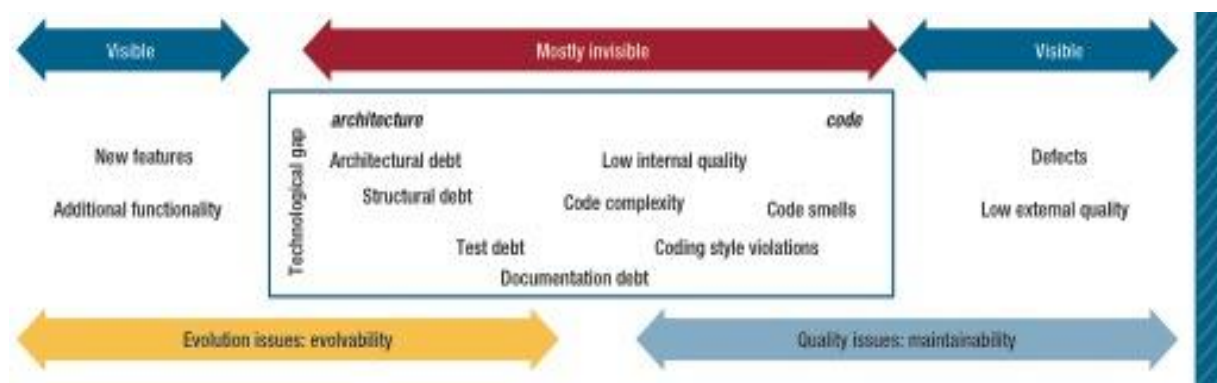 Visible
Mostly invisible
Visible
architecture
code
Technological gap
New features
Architectural debt
Low internal quality
Defects
Additional functionality
Structural debt
Code complexity
Code smells
Low external quality
Test debt
Coding style violations
Documentation debt
Evolution issues: evolvability
Quality issues: maintainability